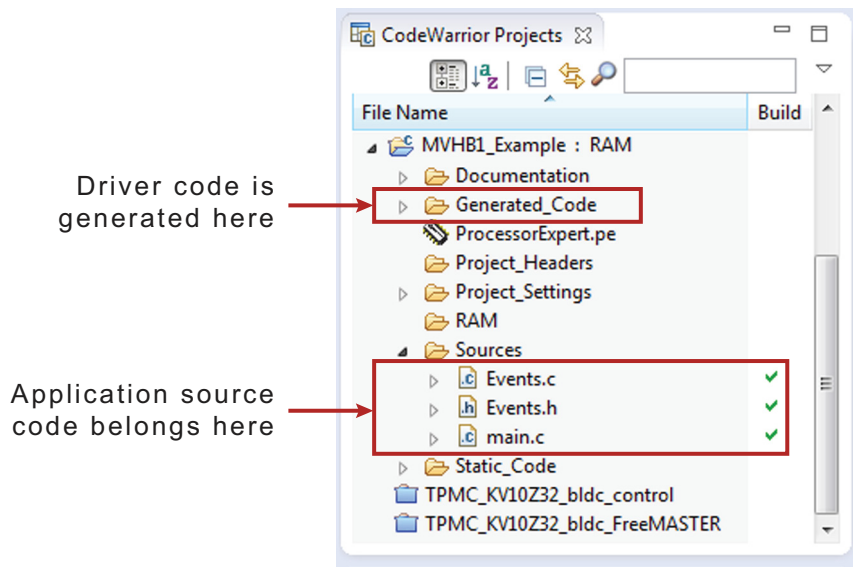 CodeWarrior Projects
File Name Build
MVHB1_Example : RAM
Documentation
Driver code is
generated here
Generated_Code
ProcessorExpert.pe
Project_Headers
Project_Settings
RAM
Sources
Application source
code belongs here
.c Events.c
.h Events.h
.c main.c
Static_Code
TPMC_KV10Z32_bldc_control
TPMC_KV10Z32_bldc_FreeMASTER